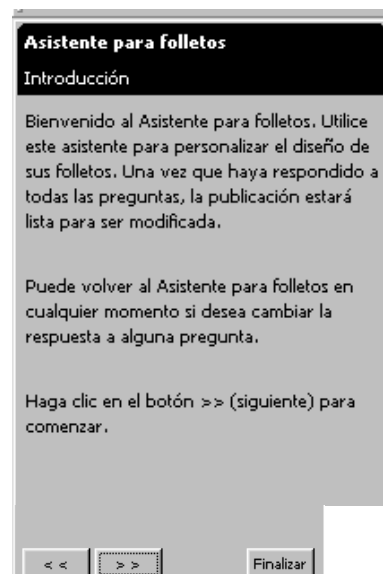 Asistente para folletos
Introducción
Bienvenido al Asistente para folletos. Utilice
este asistente para personalizar el diseño de
sus folletos. Una vez que haya respondido a
todas las preguntas, la publicación estará
lista para ser modificada.
Puede volver al Asistente para folletos en
cualquier momento si desea cambiar la
respuesta a alguna pregunta.
Haga clic en el botón >> (siguiente) para
comenzar.
< < > > Finalizar